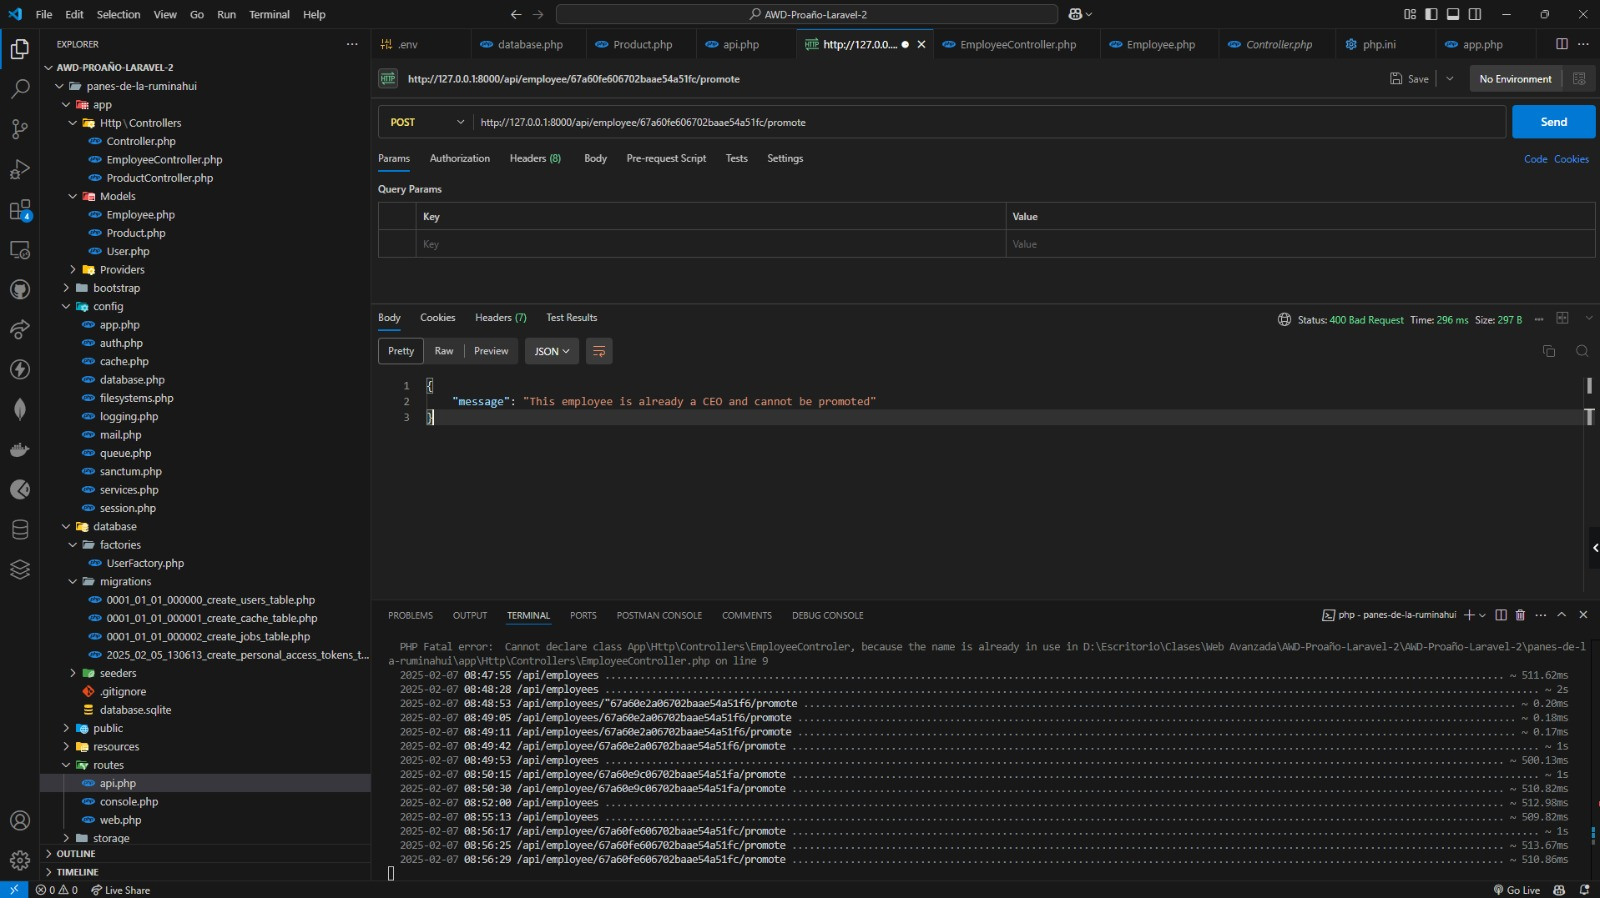 File Edit Selection View Go Run Terminal Help
AWD-Proaño-Laravel-2
EXPLORER
AWD-PROAÑO-LARAVEL-2
panes-de-la-ruminahui
app
Http \ Controllers
Controller.php
EmployeeController.php
ProductController.php
Models
Employee.php
Product.php
User.php
Providers
bootstrap
config
app.php
auth.php
cache.php
database.php
filesystems.php
logging.php
mail.php
queue.php
sanctum.php
services.php
session.php
database
factories
UserFactory.php
migrations
0001_01_01_000000_create_users_table.php
0001_01_01_000001_create_cache_table.php
0001_01_01_000002_create_jobs_table.php
2025_02_05_130613_create_personal_access_tokens_t...
seeders
.gitignore
database.sqlite
public
resources
routes
api.php
console.php
web.php
storage
OUTLINE
TIMELINE
.env database.php Product.php api.php http://127.0.0.... EmployeeController.php Employee.php Controller.php php.ini app.php
HTTP http://127.0.0.1:8000/api/employee/67a60fe606702baae54a51fc/promote Save No Environment
POST http://127.0.0.1:8000/api/employee/67a60fe606702baae54a51fc/promote Send
Params Authorization Headers (8) Body Pre-request Script Tests Settings Code Cookies
Query Params
Key Value
Key Value
Body Cookies Headers (7) Test Results Status: 400 Bad Request Time: 296 ms Size: 297 B
Pretty Raw Preview JSON
1 {
2 "message": "This employee is already a CEO and cannot be promoted"
3 }
PROBLEMS OUTPUT TERMINAL PORTS POSTMAN CONSOLE COMMENTS DEBUG CONSOLE php - panes-de-la-ruminahui
PHP Fatal error: Cannot declare class App\Http\Controllers\EmployeeControler, because the name is already in use in D:\Escritorio\Clases\Web Avanzada\AWD-Proaño-Laravel-2\AWD-Proaño-Laravel-2\panes-de-l
a-ruminahui\app\Http\Controllers\EmployeeController.php on line 9
2025-02-07 08:47:55 /api/employees ~ 511.62ms
2025-02-07 08:48:28 /api/employees ~ 2s
2025-02-07 08:48:53 /api/employees/"67a60e2a06702baae54a51f6/promote ~ 0.20ms
2025-02-07 08:49:05 /api/employees/67a60e2a06702baae54a51f6/promote ~ 0.18ms
2025-02-07 08:49:11 /api/employees/67a60e2a06702baae54a51f6/promote ~ 0.17ms
2025-02-07 08:49:42 /api/employee/67a60e2a06702baae54a51f6/promote ~ 1s
2025-02-07 08:49:53 /api/employees ~ 500.13ms
2025-02-07 08:50:15 /api/employee/67a60e9c06702baae54a51fa/promote ~ 1s
2025-02-07 08:50:30 /api/employee/67a60e9c06702baae54a51fa/promote ~ 510.82ms
2025-02-07 08:52:00 /api/employees ~ 512.98ms
2025-02-07 08:55:13 /api/employees ~ 509.82ms
2025-02-07 08:56:17 /api/employee/67a60fe606702baae54a51fc/promote ~ 1s
2025-02-07 08:56:25 /api/employee/67a60fe606702baae54a51fc/promote ~ 513.67ms
2025-02-07 08:56:29 /api/employee/67a60fe606702baae54a51fc/promote ~ 510.86ms
0 0 Live Share Go Live